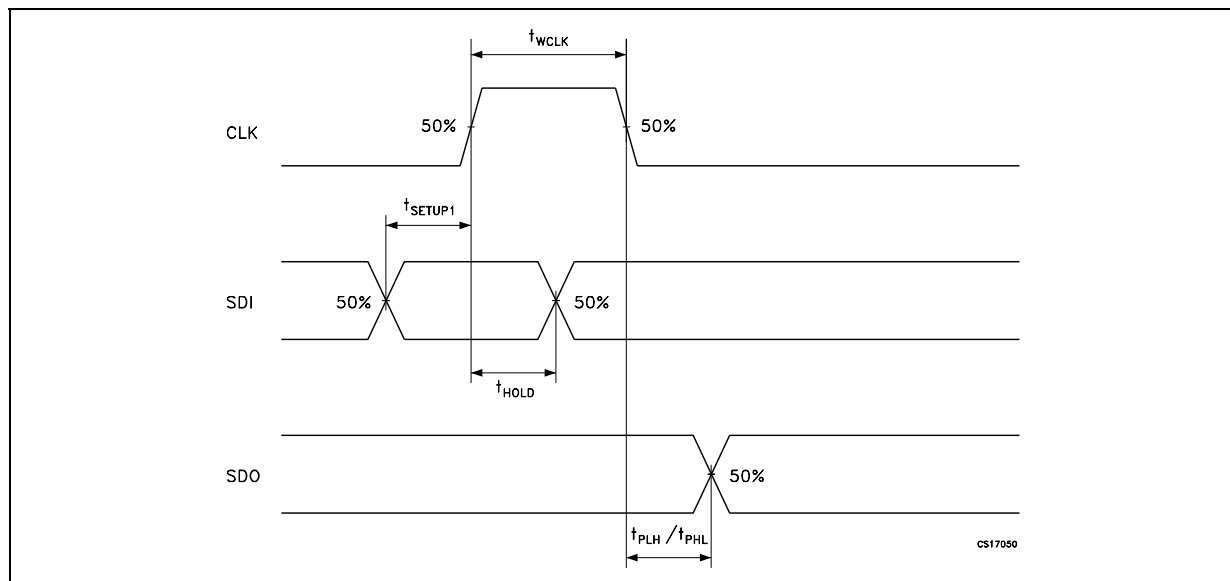 tWCLK
CLK
50%
50%
tSETUP1
SDI
50%
50%
tHOLD
SDO
50%
tPLH / tPHL
CS17050